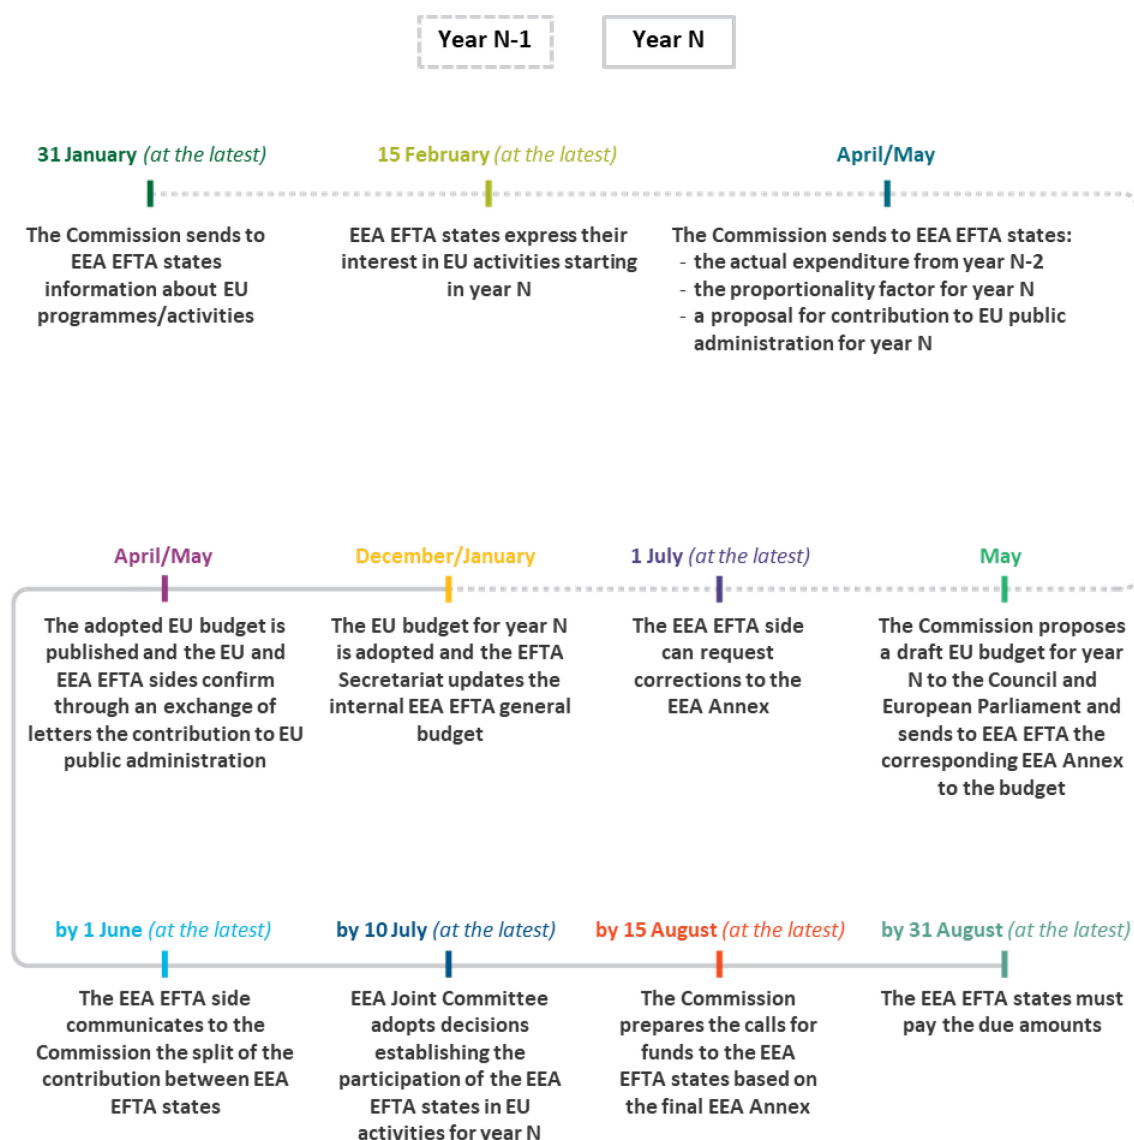 Year N-1
Year N
31 January (at the latest)
The Commission sends to
EEA EFTA states
information about EU
programmes/activities
15 February (at the latest)
EEA EFTA states express their
interest in EU activities starting
in year N
April/May
The Commission sends to EEA EFTA states:
- the actual expenditure from year N-2
- the proportionality factor for year N
- a proposal for contribution to EU public
administration for year N
April/May
The adopted EU budget is
published and the EU and
EEA EFTA sides confirm
through an exchange of
letters the contribution to EU
public administration
December/January
The EU budget for year N
is adopted and the EFTA
Secretariat updates the
internal EEA EFTA general
budget
1 July (at the latest)
The EEA EFTA side
can request
corrections to the
EEA Annex
May
The Commission proposes
a draft EU budget for year
N to the Council and
European Parliament and
sends to EEA EFTA the
corresponding EEA Annex
to the budget
by 1 June (at the latest)
The EEA EFTA side
communicates to the
Commission the split of the
contribution between EEA
EFTA states
by 10 July (at the latest)
EEA Joint Committee
adopts decisions
establishing the
participation of the EEA
EFTA states in EU
activities for year N
by 15 August (at the latest)
The Commission
prepares the calls for
funds to the EEA
EFTA states based on
the final EEA Annex
by 31 August (at the latest)
The EEA EFTA states must
pay the due amounts